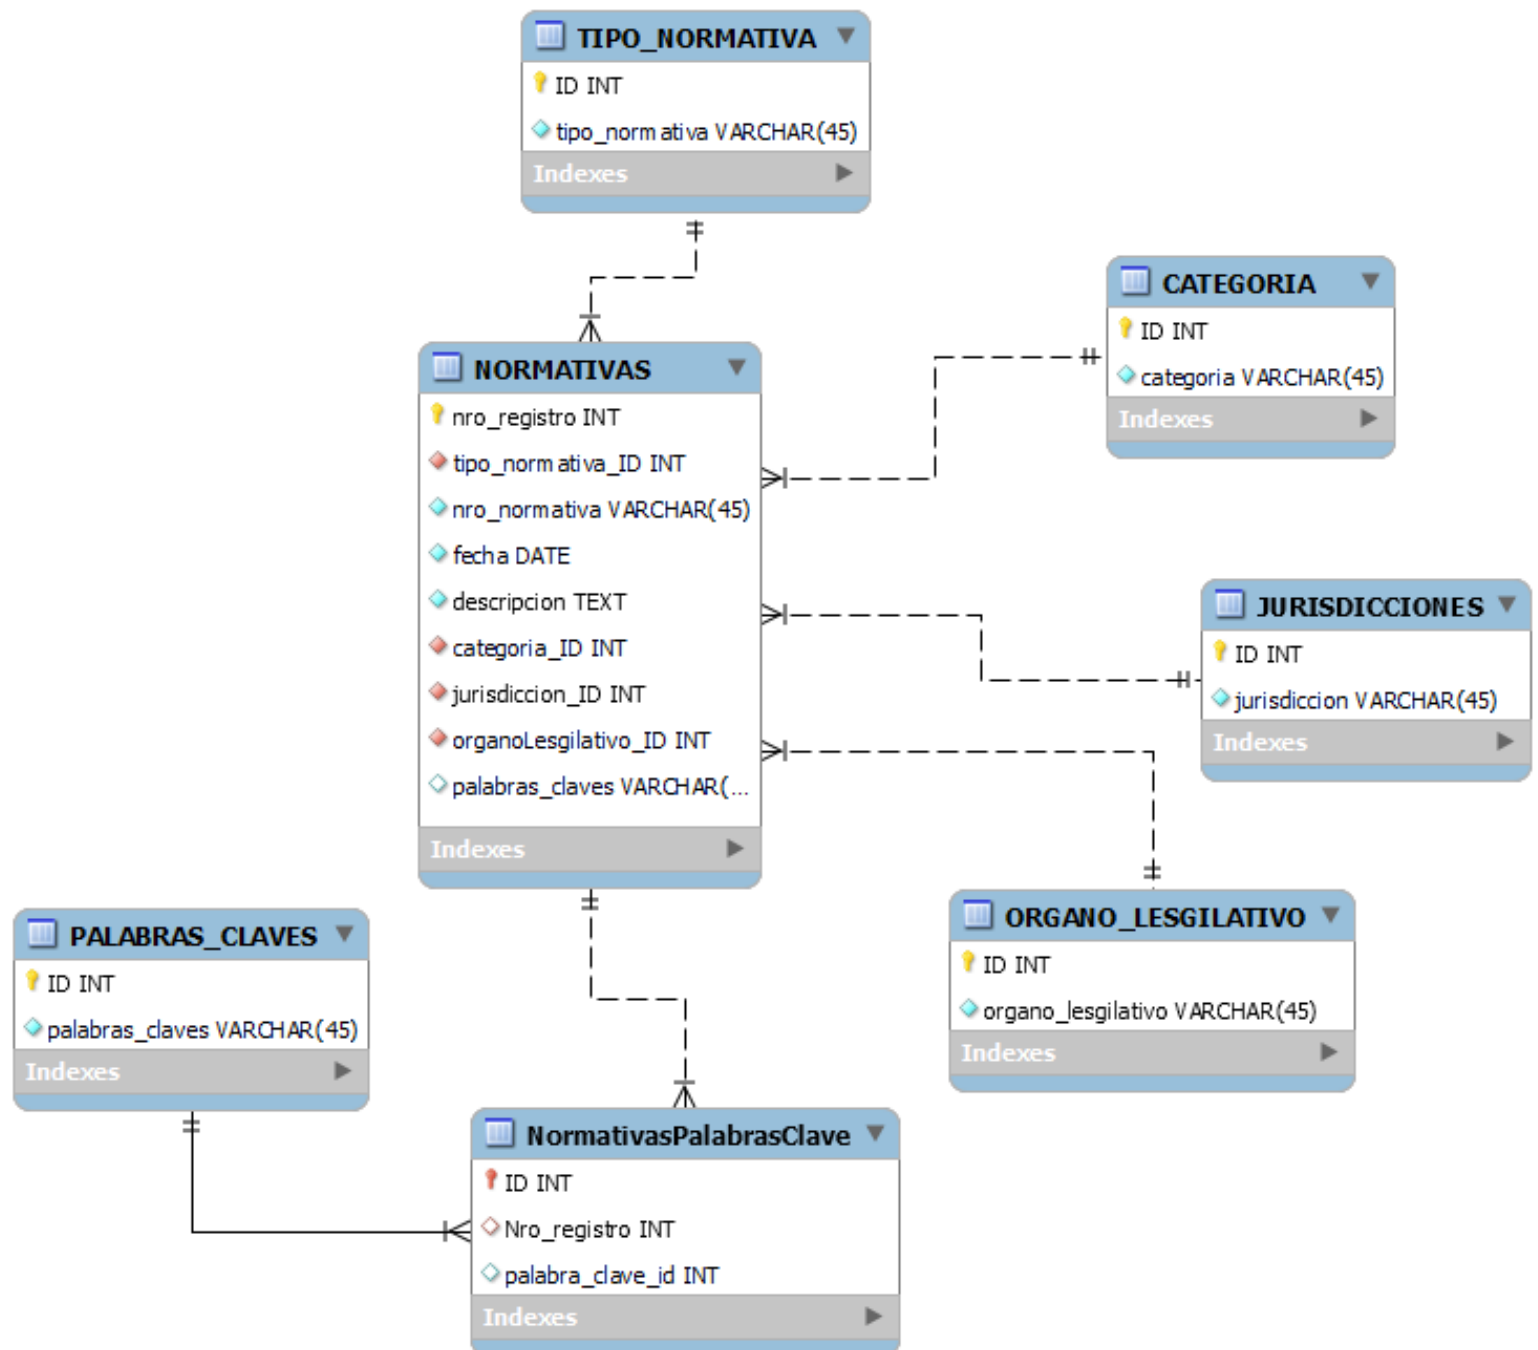 TIPO_NORMATIVA
ID INT
tipo_normativa VARCHAR(45)
Indexes
CATEGORIA
ID INT
categoria VARCHAR(45)
Indexes
NORMATIVAS
nro_registro INT
tipo_normativa_ID INT
nro_normativa VARCHAR(45)
fecha DATE
descripcion TEXT
categoria_ID INT
jurisdiccion_ID INT
organoLesgilativo_ID INT
palabras_claves VARCHAR(...
Indexes
JURISDICCIONES
ID INT
jurisdiccion VARCHAR(45)
Indexes
ORGANO_LESGILATIVO
ID INT
organo_lesgilativo VARCHAR(45)
Indexes
PALABRAS_CLAVES
ID INT
palabras_claves VARCHAR(45)
Indexes
NormativasPalabrasClave
ID INT
Nro_registro INT
palabra_clave_id INT
Indexes